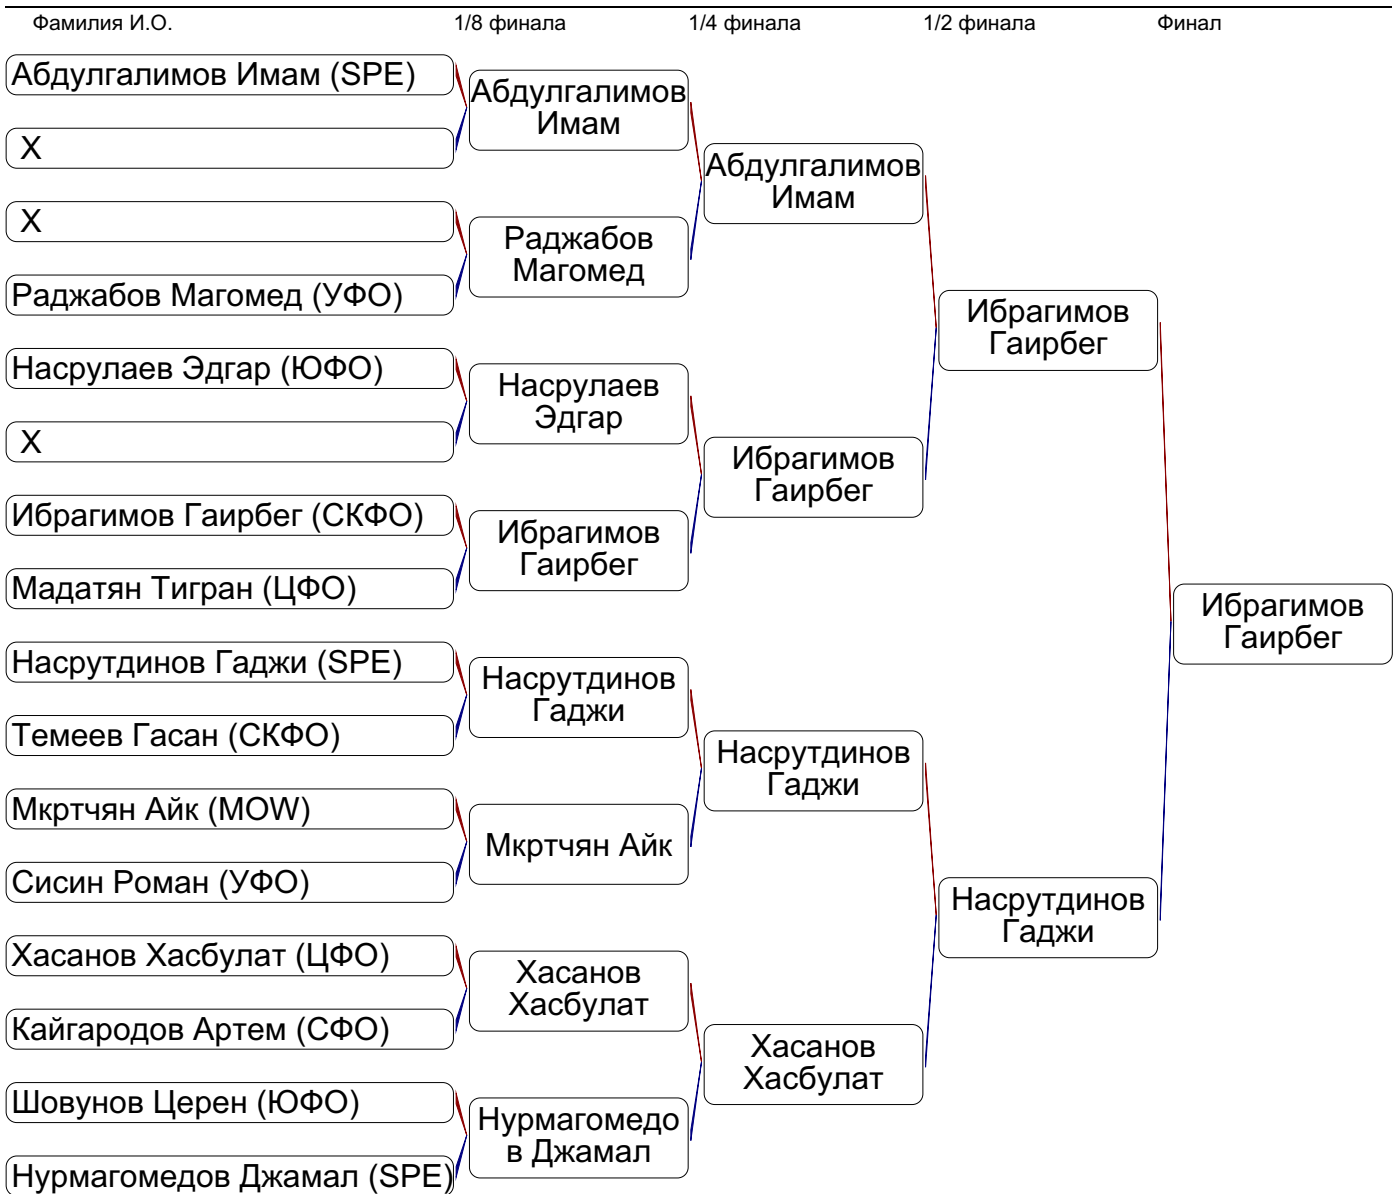 Фамилия И.О. 1/8 финала 1/4 финала 1/2 финала Финал
Абдулгалимов Имам (SPE)
X
X
Раджабов Магомед (УФО)
Насрулаев Эдгар (ЮФО)
X
Ибрагимов Гаирбег (СКФО)
Мадатян Тигран (ЦФО)
Насрутдинов Гаджи (SPE)
Темеев Гасан (СКФО)
Мкртчян Айк (MOW)
Сисин Роман (УФО)
Хасанов Хасбулат (ЦФО)
Кайгародов Артем (СФО)
Шовунов Церен (ЮФО)
Нурмагомедов Джамал (SPE)
Абдулгалимов
Имам
Раджабов
Магомед
Насрулаев
Эдгар
Ибрагимов
Гаирбег
Насрутдинов
Гаджи
Мкртчян Айк
Хасанов
Хасбулат
Нурмагомедо
в Джамал
Абдулгалимов
Имам
Ибрагимов
Гаирбег
Насрутдинов
Гаджи
Хасанов
Хасбулат
Ибрагимов
Гаирбег
Насрутдинов
Гаджи
Ибрагимов
Гаирбег